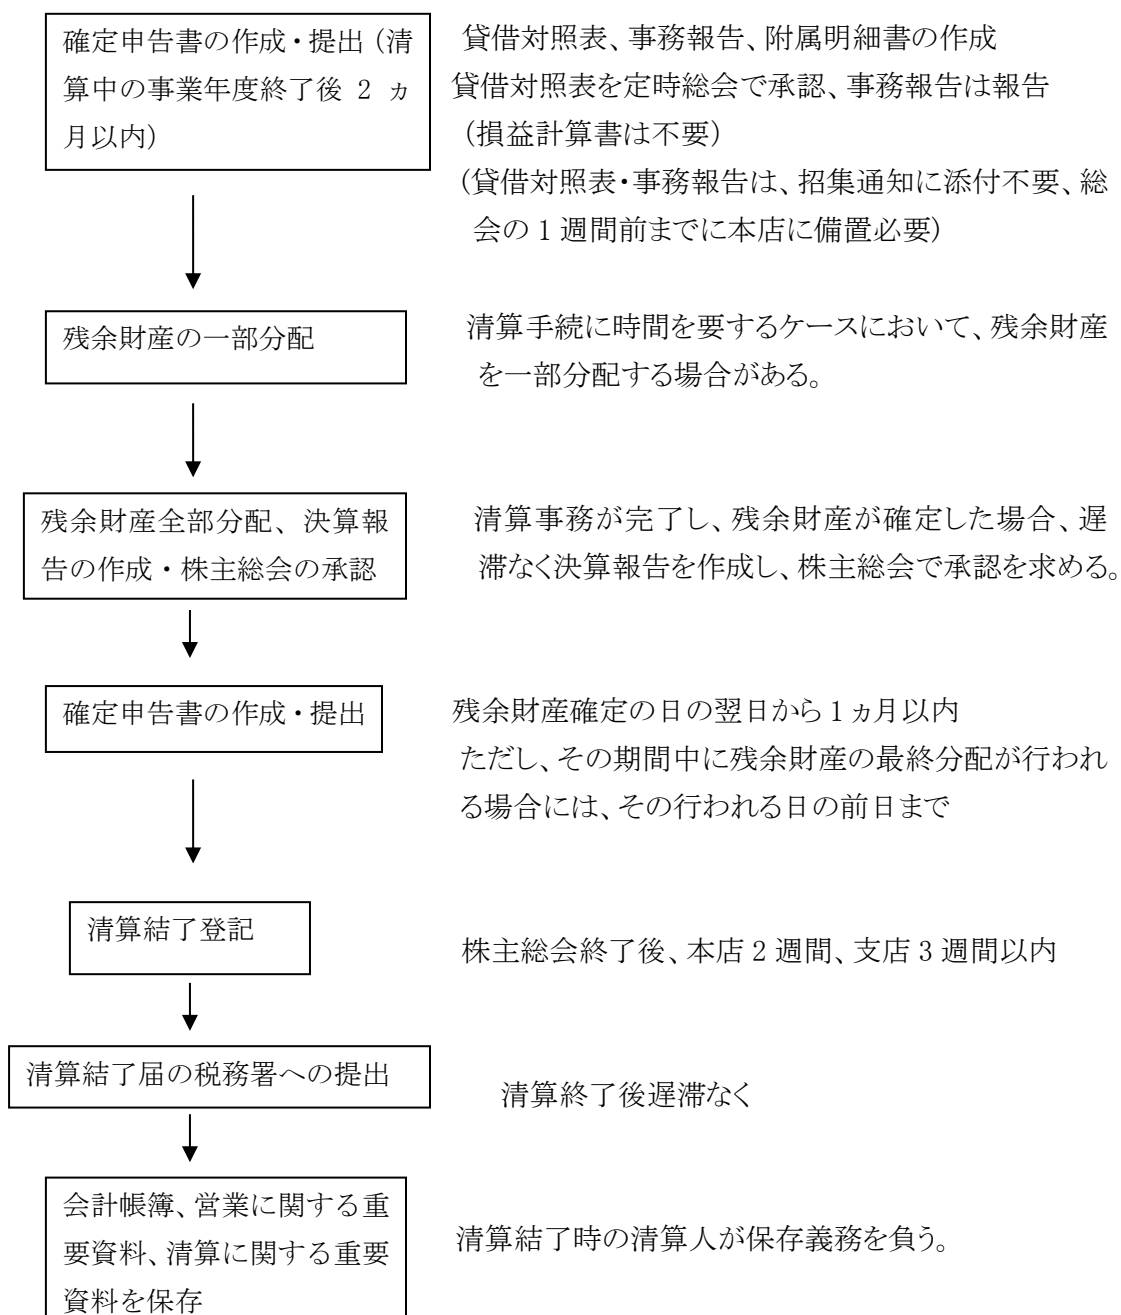 確定申告書の作成・提出（清
算中の事業年度終了後 2 ヵ
月以内）
貸借対照表、事務報告、附属明細書の作成
貸借対照表を定時総会で承認、事務報告は報告
（損益計算書は不要）
（貸借対照表・事務報告は、招集通知に添付不要、総
会の 1 週間前までに本店に備置必要）
残余財産の一部分配
清算手続に時間を要するケースにおいて、残余財産
を一部分配する場合がある。
残余財産全部分配、決算報
告の作成・株主総会の承認
清算事務が完了し、残余財産が確定した場合、遅
滞なく決算報告を作成し、株主総会で承認を求める。
確定申告書の作成・提出
残余財産確定の日の翌日から 1 ヵ月以内
ただし、その期間中に残余財産の最終分配が行われ
る場合には、その行われる日の前日まで
清算結了登記
株主総会終了後、本店 2 週間、支店 3 週間以内
清算結了届の税務署への提出
清算終了後遅滞なく
会計帳簿、営業に関する重
要資料、清算に関する重要
資料を保存
清算結了時の清算人が保存義務を負う。